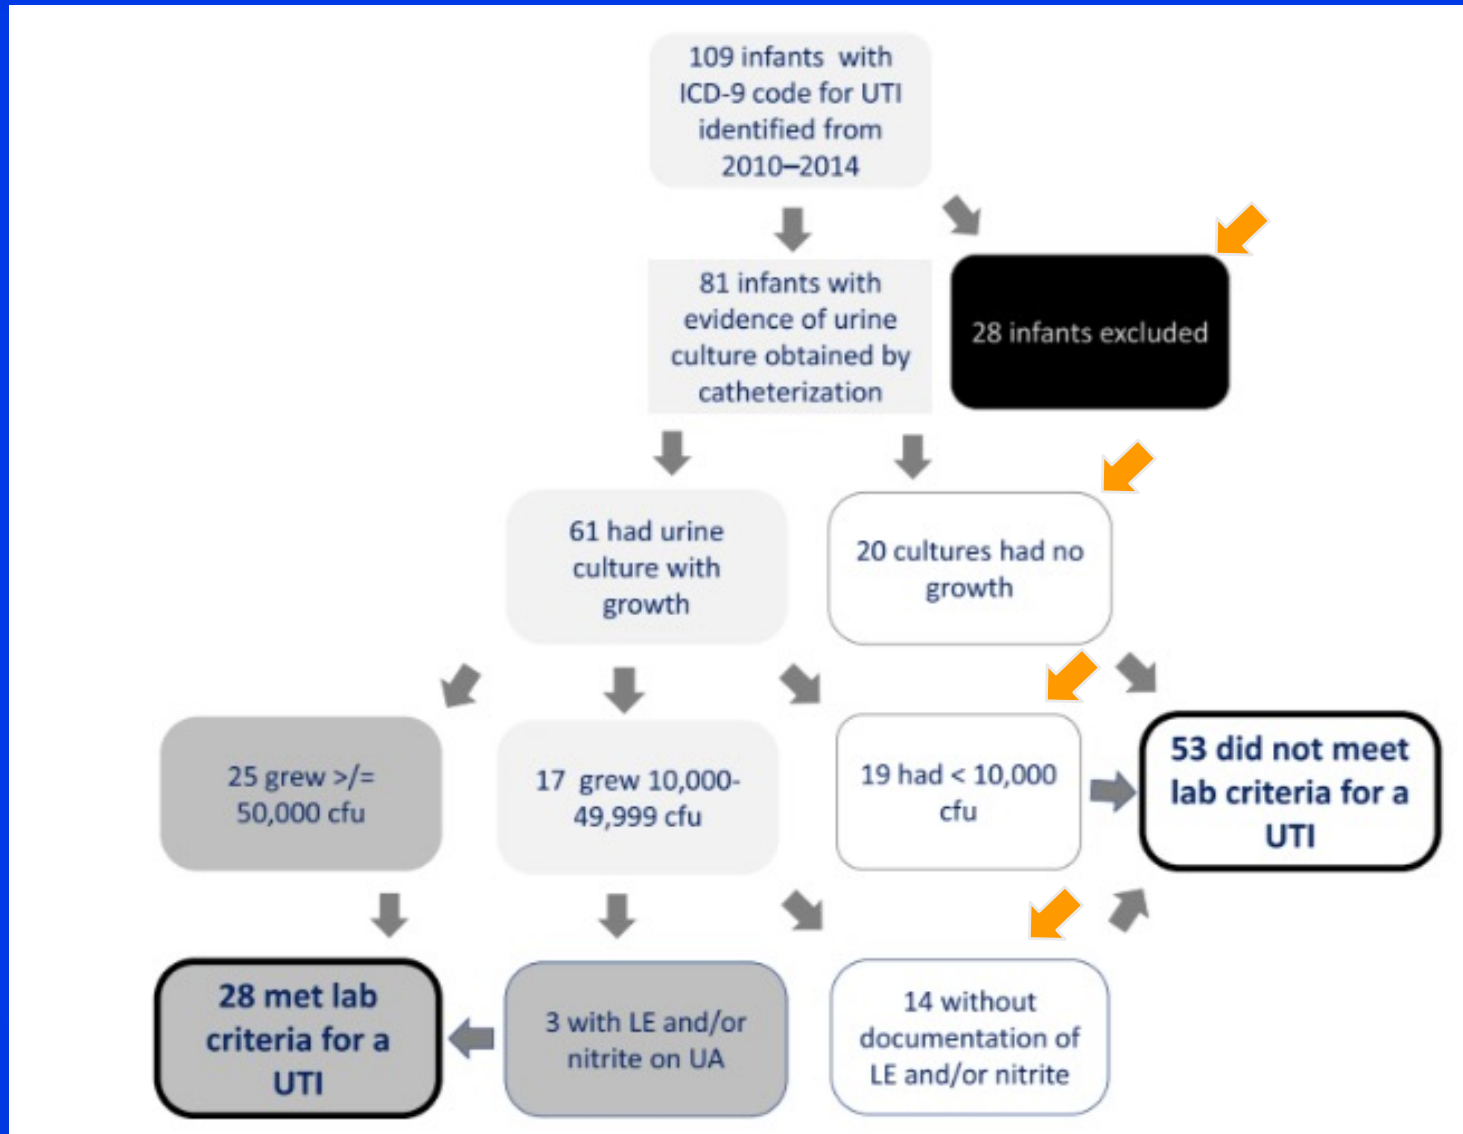 109 infants with
ICD-9 code for UTI
identified from
2010–2014
81 infants with
evidence of urine
culture obtained by
catheterization
28 infants excluded
61 had urine
culture with
growth
20 cultures had no
growth
25 grew >/=
50,000 cfu
17 grew 10,000-
49,999 cfu
19 had < 10,000
cfu
53 did not meet
lab criteria for a
UTI
28 met lab
criteria for a
UTI
3 with LE and/or
nitrite on UA
14 without
documentation of
LE and/or nitrite